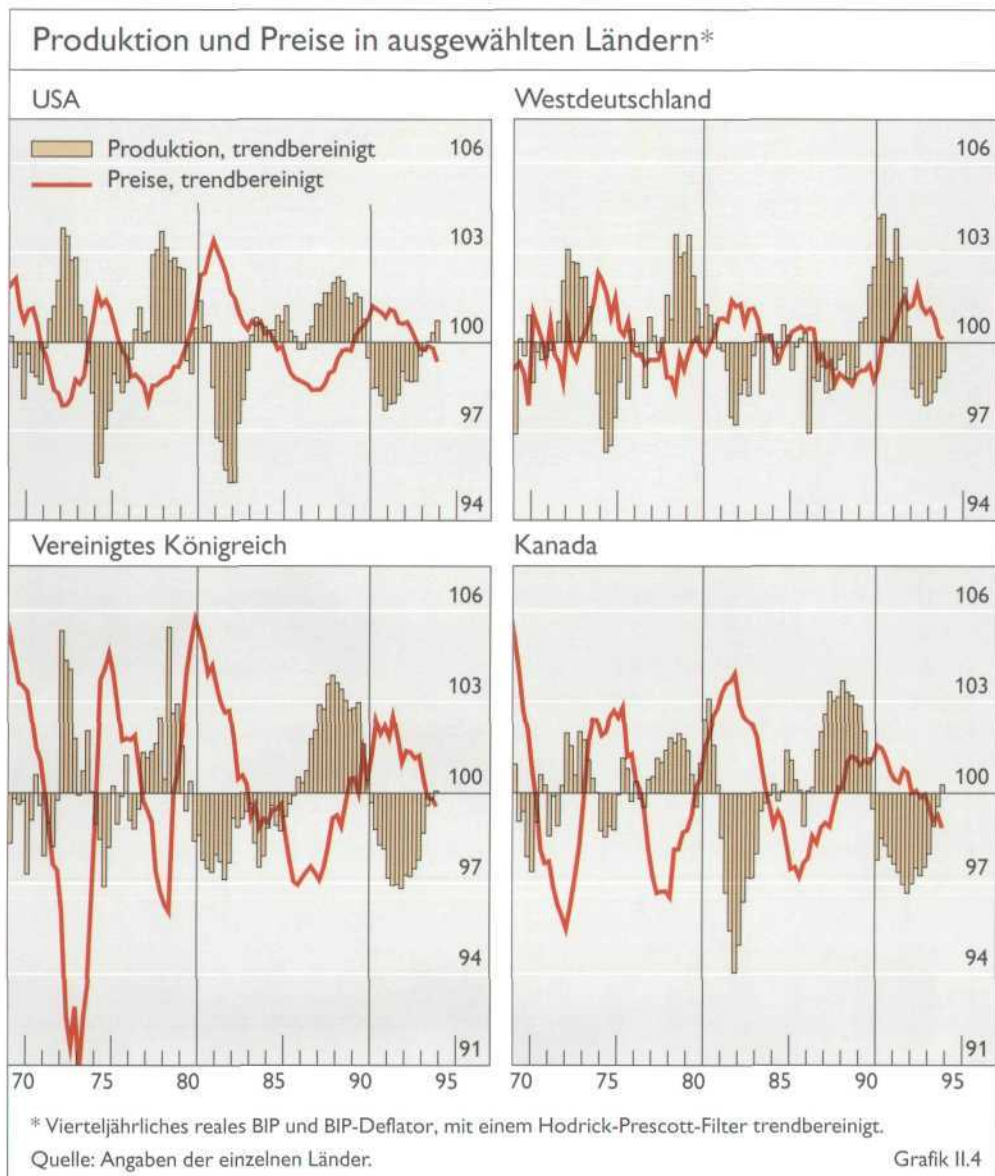 Produktion und Preise in ausgewählten Ländern*
USA
Produktion, trendbereinigt
Preise, trendbereinigt
106
103
100
97
94
Westdeutschland
106
103
100
97
94
Vereinigtes Königreich
106
103
100
97
94
91
70 75 80 85 90 95
Kanada
106
103
100
97
94
91
70 75 80 85 90 95
* Vierteljährliches reales BIP und BIP-Deflator, mit einem Hodrick-Prescott-Filter trendbereinigt.
Quelle: Angaben der einzelnen Länder.
Grafik II.4